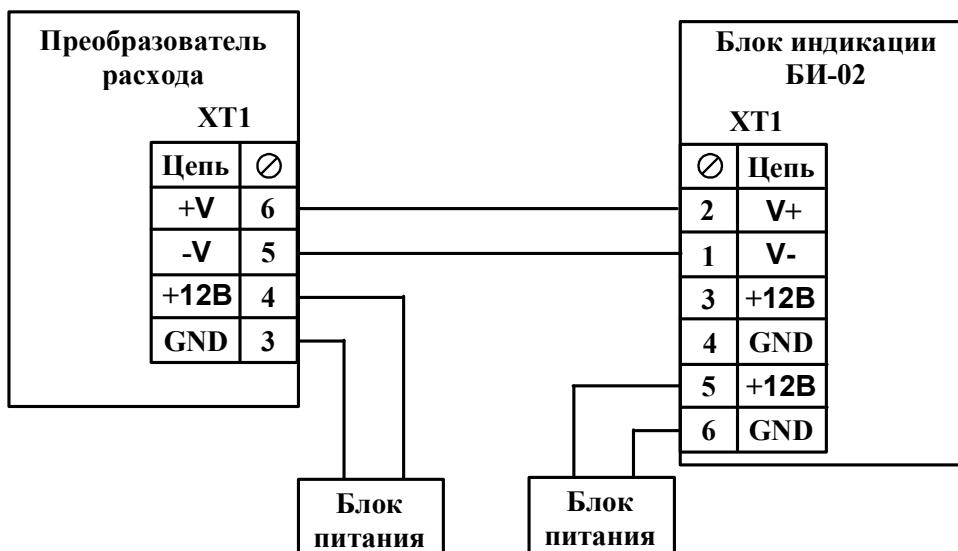 Преобразователь
расхода
XT1
Цепь ⊘
+V 6
-V 5
+12В 4
GND 3
Блок индикации
БИ-02
XT1
⊘ Цепь
2 V+
1 V-
3 +12В
4 GND
5 +12В
6 GND
Блок
питания
Блок
питания